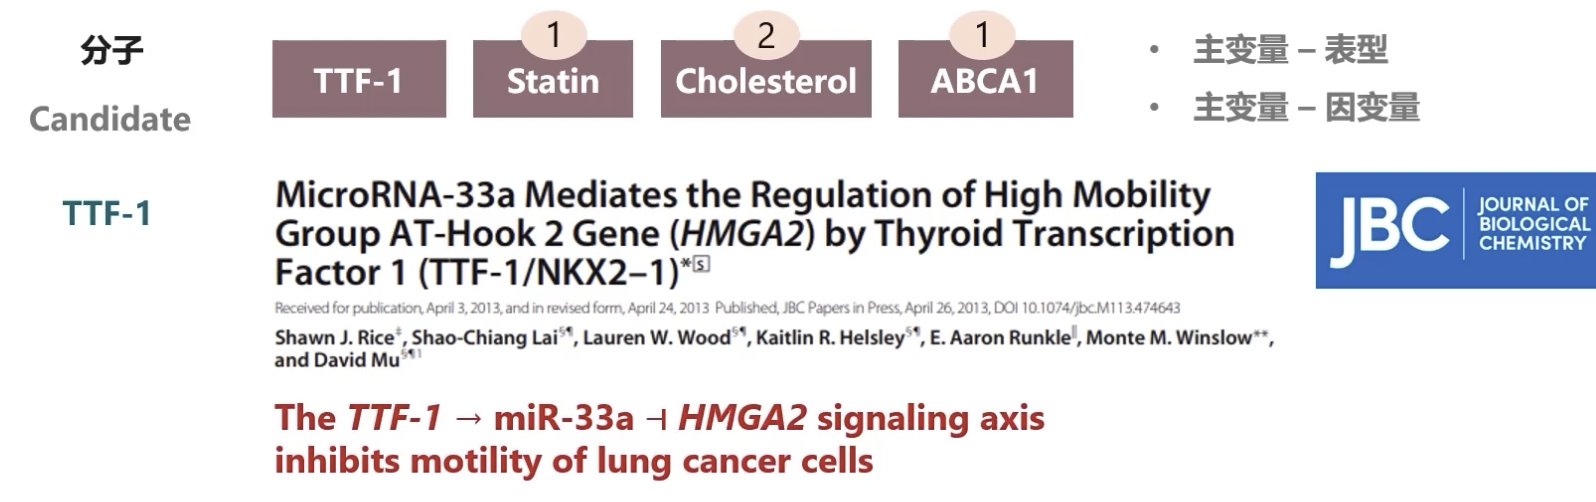 分子
Candidate
TTF-1
1
Statin
2
Cholesterol
1
ABCA1
• 主变量 – 表型
• 主变量 – 因变量
TTF-1
MicroRNA-33a Mediates the Regulation of High Mobility
Group AT-Hook 2 Gene (HMGA2) by Thyroid Transcription
Factor 1 (TTF-1/NKX2–1)*[S]
Received for publication, April 3, 2013, and in revised form, April 24, 2013 Published, JBC Papers in Press, April 26, 2013, DOI 10.1074/jbc.M113.474643
Shawn J. Rice‡, Shao-Chiang Lai§¶, Lauren W. Wood§¶, Kaitlin R. Helsley§¶, E. Aaron Runkle‖, Monte M. Winslow**,
and David Mu§¶1
JBC
JOURNAL OF
BIOLOGICAL
CHEMISTRY
The TTF-1 → miR-33a ⊣ HMGA2 signaling axis
inhibits motility of lung cancer cells